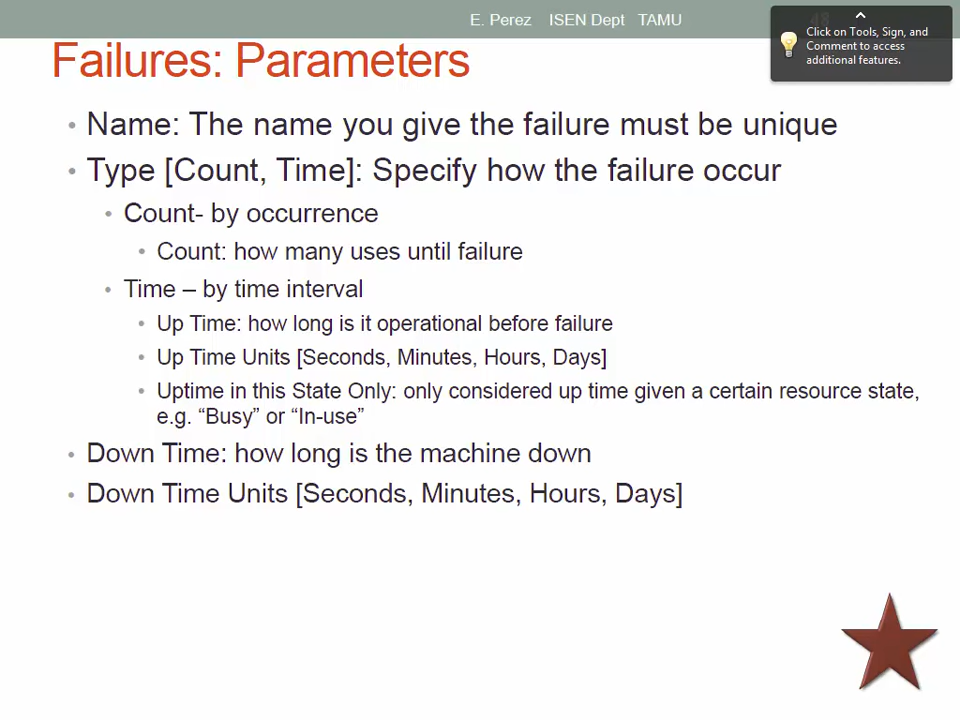 E. Perez ISEN Dept TAMU
Click on Tools, Sign, and
Comment to access
additional features.
Failures: Parameters
• Name: The name you give the failure must be unique
• Type [Count, Time]: Specify how the failure occur
• Count- by occurrence
• Count: how many uses until failure
• Time – by time interval
• Up Time: how long is it operational before failure
• Up Time Units [Seconds, Minutes, Hours, Days]
• Uptime in this State Only: only considered up time given a certain resource state,
e.g. “Busy” or “In-use”
• Down Time: how long is the machine down
• Down Time Units [Seconds, Minutes, Hours, Days]